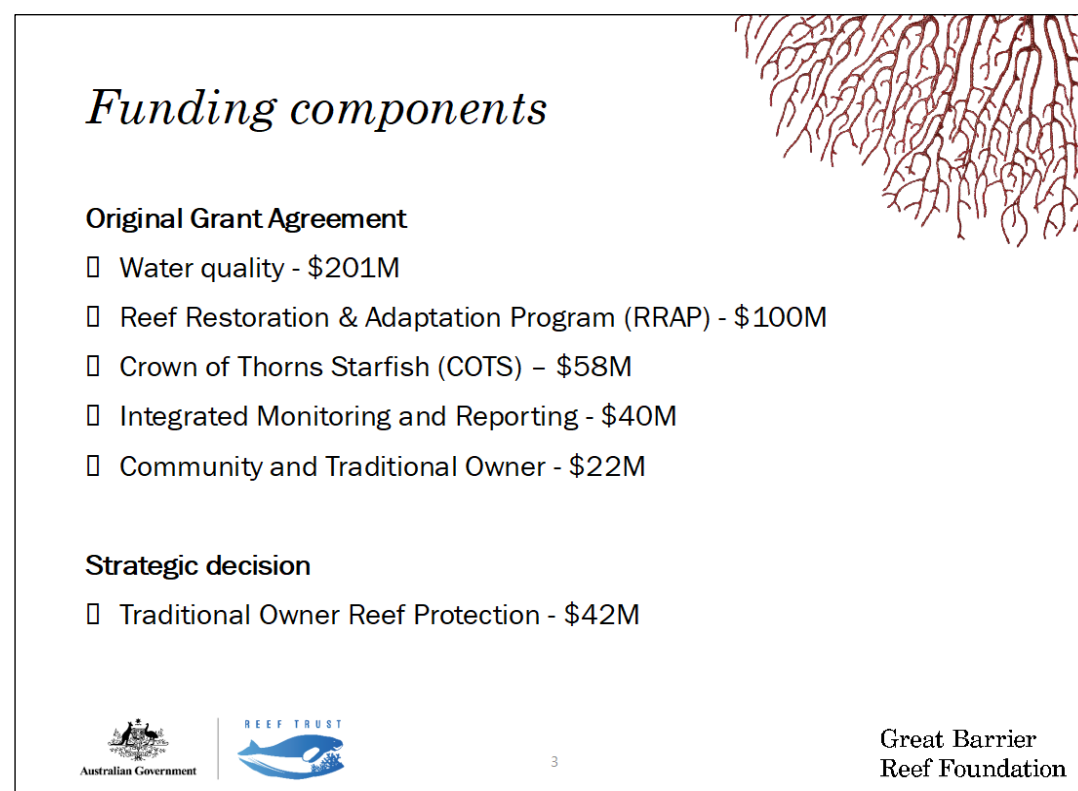 Funding components
Original Grant Agreement
Water quality - $201M
Reef Restoration & Adaptation Program (RRAP) - $100M
Crown of Thorns Starfish (COTS) – $58M
Integrated Monitoring and Reporting - $40M
Community and Traditional Owner - $22M
Strategic decision
Traditional Owner Reef Protection - $42M
Australian Government
REEF TRUST
3
Great Barrier
Reef Foundation